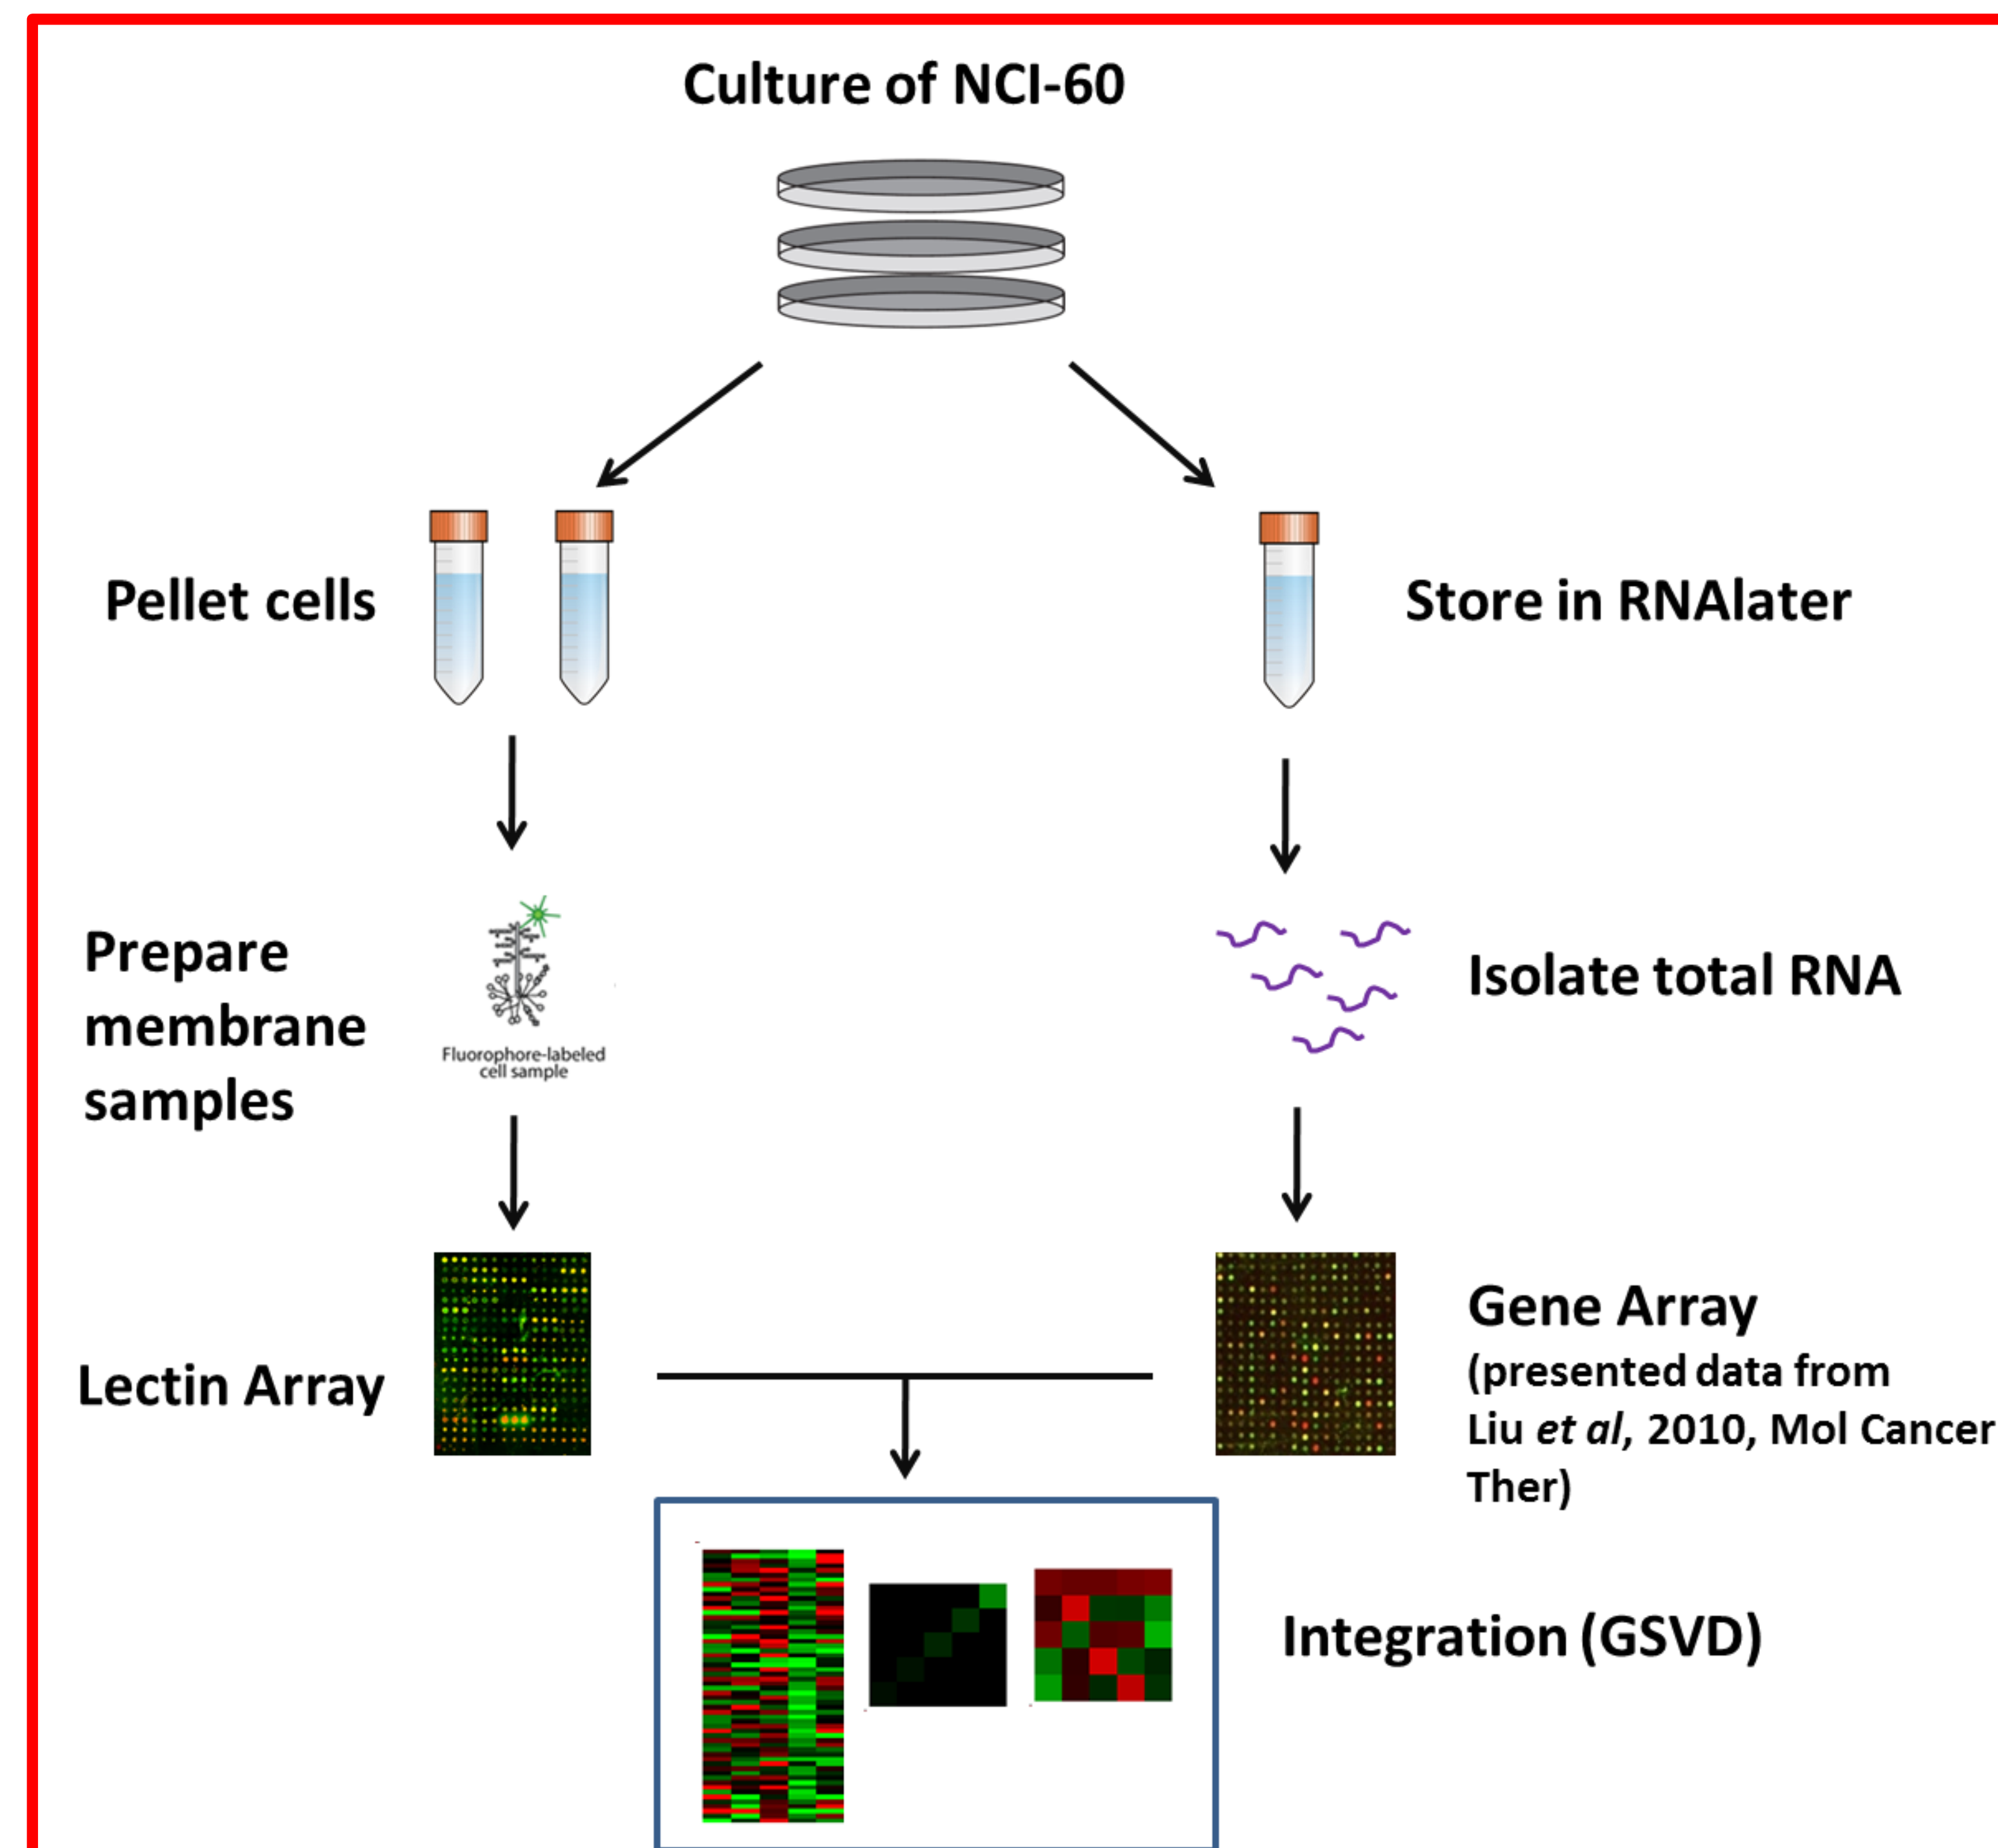 Culture of NCI-60
Pellet cells
Store in RNAlater
Prepare
membrane
samples
Fluorophore-labeled
cell sample
Isolate total RNA
Lectin Array
Gene Array
(presented data from
Liu et al, 2010, Mol Cancer
Ther)
Integration (GSVD)